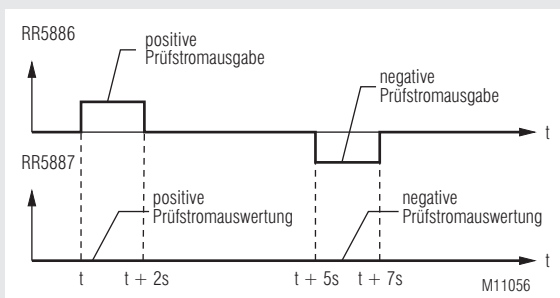 RR5886
positive
Prüfstromausgabe
negative
Prüfstromausgabe
t
RR5887
positive
Prüfstromauswertung
negative
Prüfstromauswertung
t
t t + 2s t + 5s t + 7s
M11056